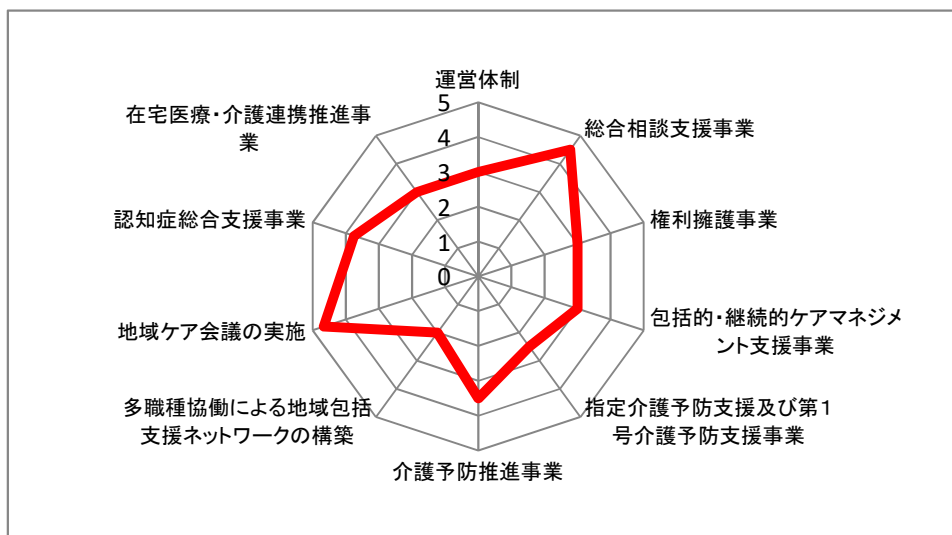 運営体制
総合相談支援事業
権利擁護事業
包括的・継続的ケアマネジメ
ント支援事業
指定介護予防支援及び第１
号介護予防支援事業
介護予防推進事業
多職種協働による地域包括
支援ネットワークの構築
地域ケア会議の実施
認知症総合支援事業
在宅医療・介護連携推進事
業
5
4
3
2
1
0